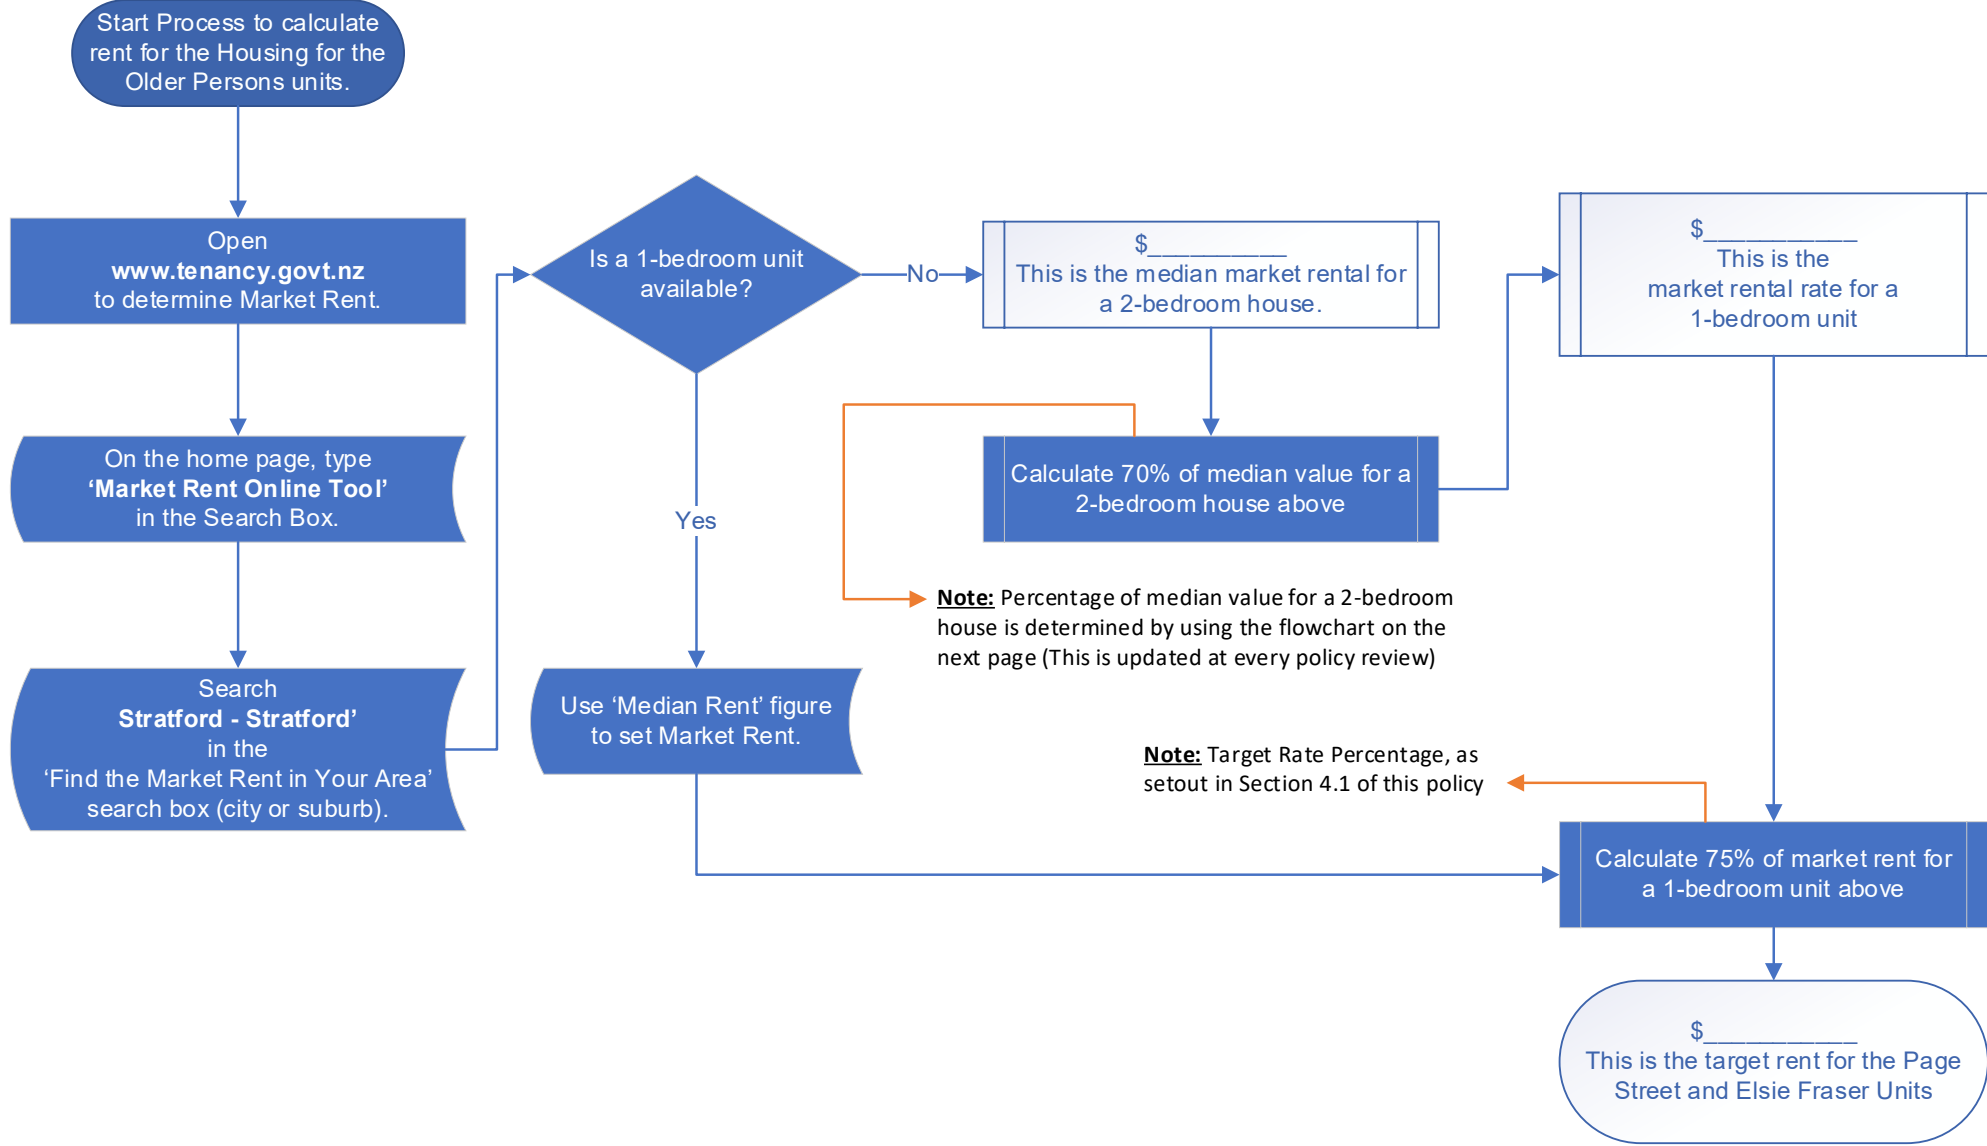 Start Process to calculate
rent for the Housing for the
Older Persons units.
Open
www.tenancy.govt.nz
to determine Market Rent.
On the home page, type
‘Market Rent Online Tool’
in the Search Box.
Search
Stratford - Stratford’
in the
‘Find the Market Rent in Your Area’
search box (city or suburb).
Is a 1-bedroom unit
available?
No
Yes
Use ‘Median Rent’ figure
to set Market Rent.
$__________
This is the median market rental for
a 2-bedroom house.
Calculate 70% of median value for a
2-bedroom house above
Note: Percentage of median value for a 2-bedroom
house is determined by using the flowchart on the
next page (This is updated at every policy review)
$___________
This is the
market rental rate for a
1-bedroom unit
Note: Target Rate Percentage, as
setout in Section 4.1 of this policy
Calculate 75% of market rent for
a 1-bedroom unit above
$___________
This is the target rent for the Page
Street and Elsie Fraser Units